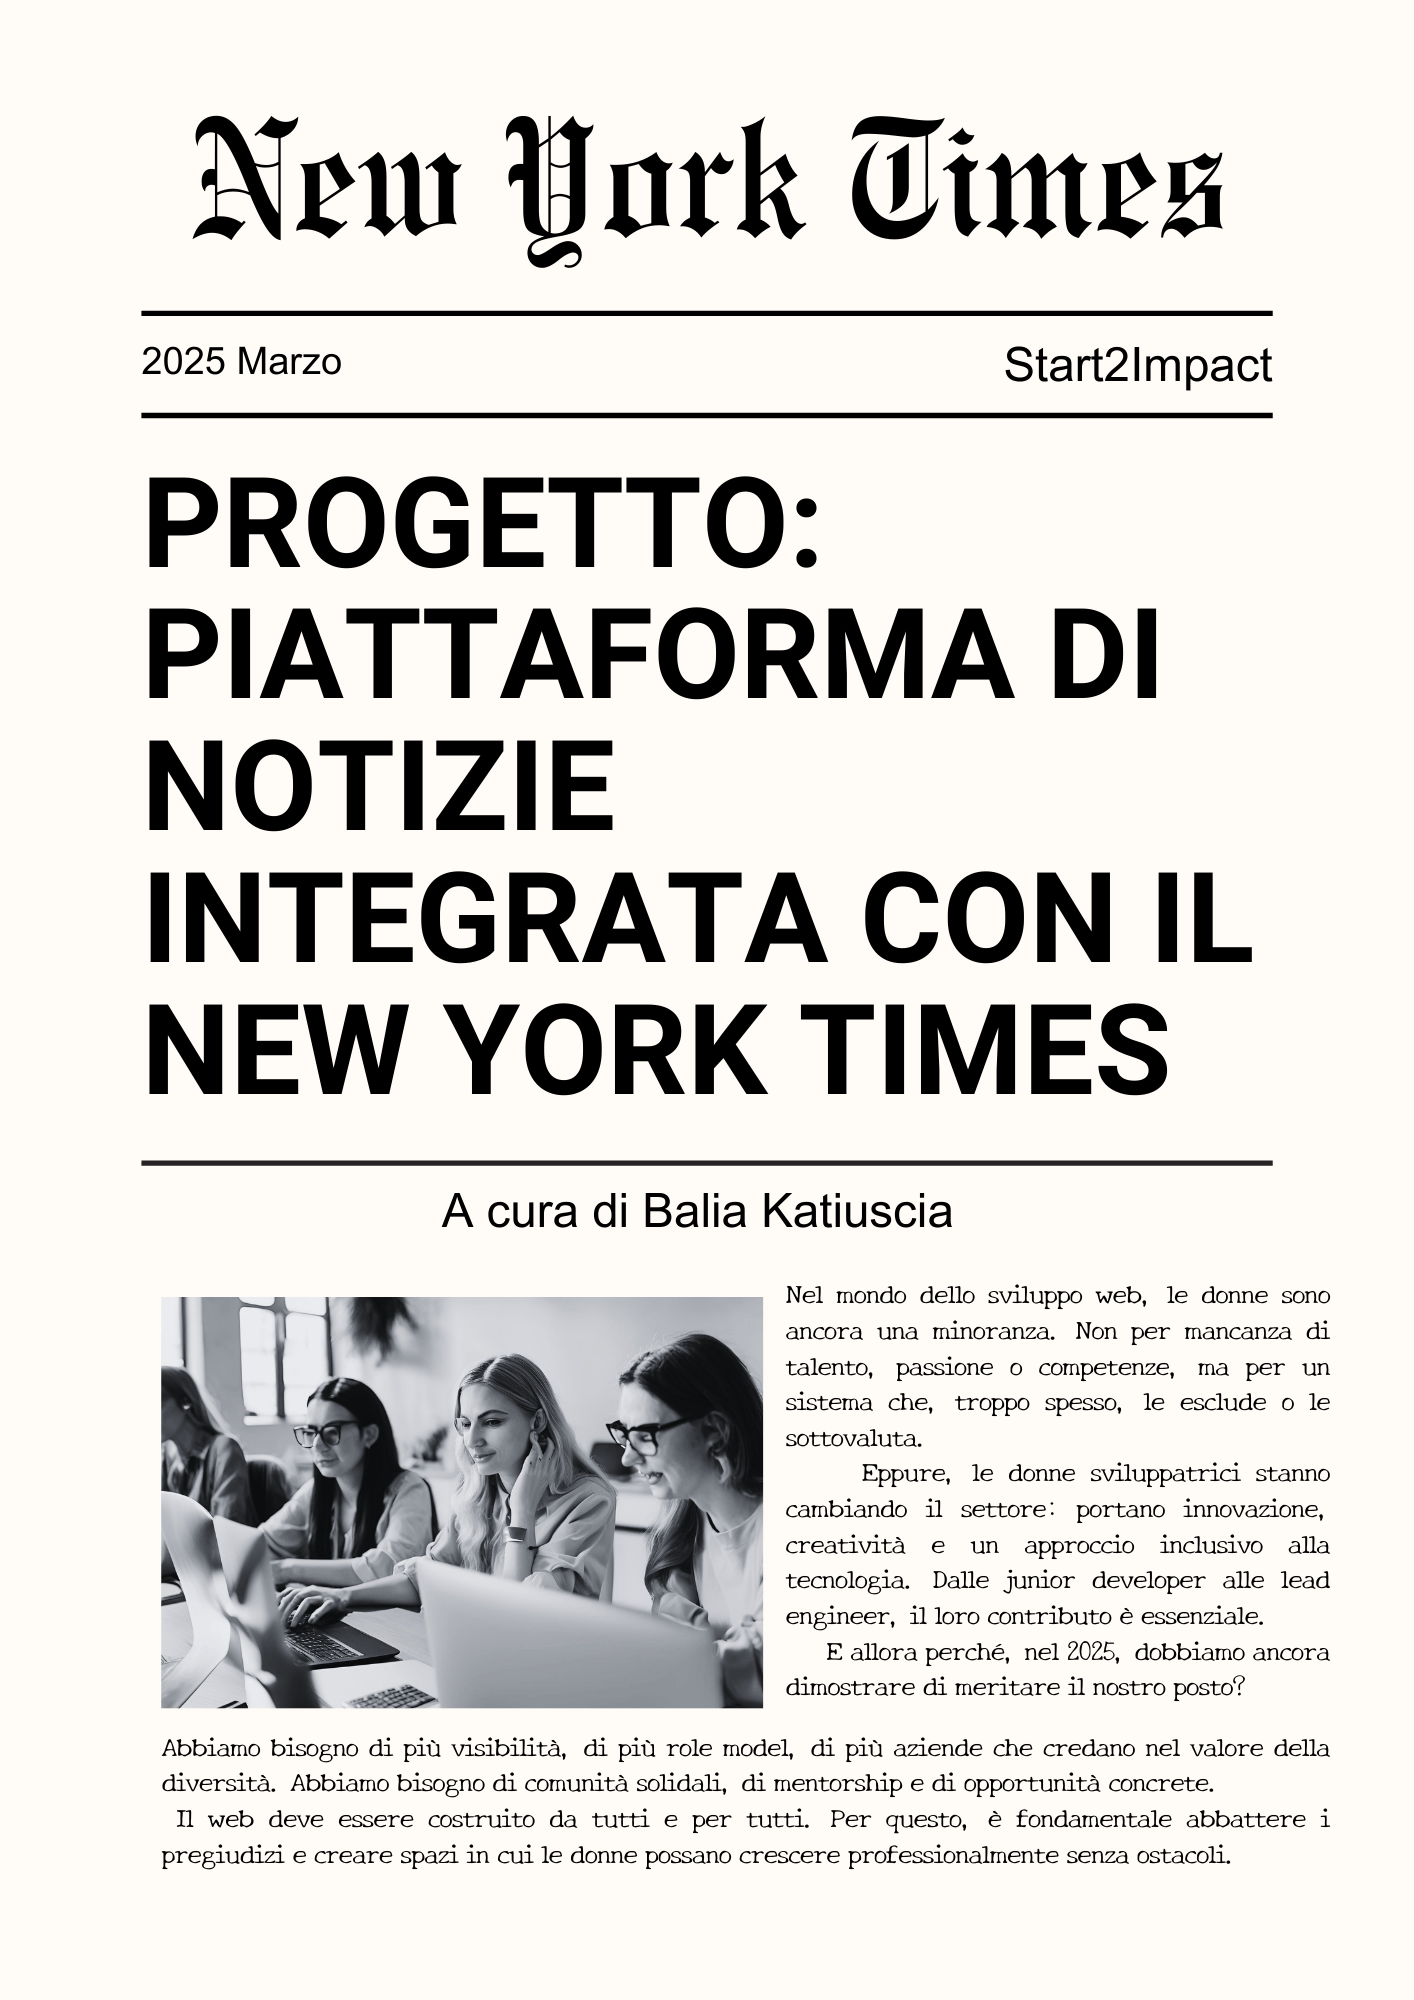 New York Times
2025 Marzo
Start2Impact
PROGETTO:
PIATTAFORMA DI
NOTIZIE
INTEGRATA CON IL
NEW YORK TIMES
A cura di Balia Katiuscia
Nel mondo dello sviluppo web, le donne sono
ancora una minoranza. Non per mancanza di
talento, passione o competenze, ma per un
sistema che, troppo spesso, le esclude o le
sottovaluta.
Eppure, le donne sviluppatrici stanno
cambiando il settore: portano innovazione,
creatività e un approccio inclusivo alla
tecnologia. Dalle junior developer alle lead
engineer, il loro contributo è essenziale.
E allora perché, nel 2025, dobbiamo ancora
dimostrare di meritare il nostro posto?
Abbiamo bisogno di più visibilità, di più role model, di più aziende che credano nel valore della
diversità. Abbiamo bisogno di comunità solidali, di mentorship e di opportunità concrete.
Il web deve essere costruito da tutti e per tutti. Per questo, è fondamentale abbattere i
pregiudizi e creare spazi in cui le donne possano crescere professionalmente senza ostacoli.